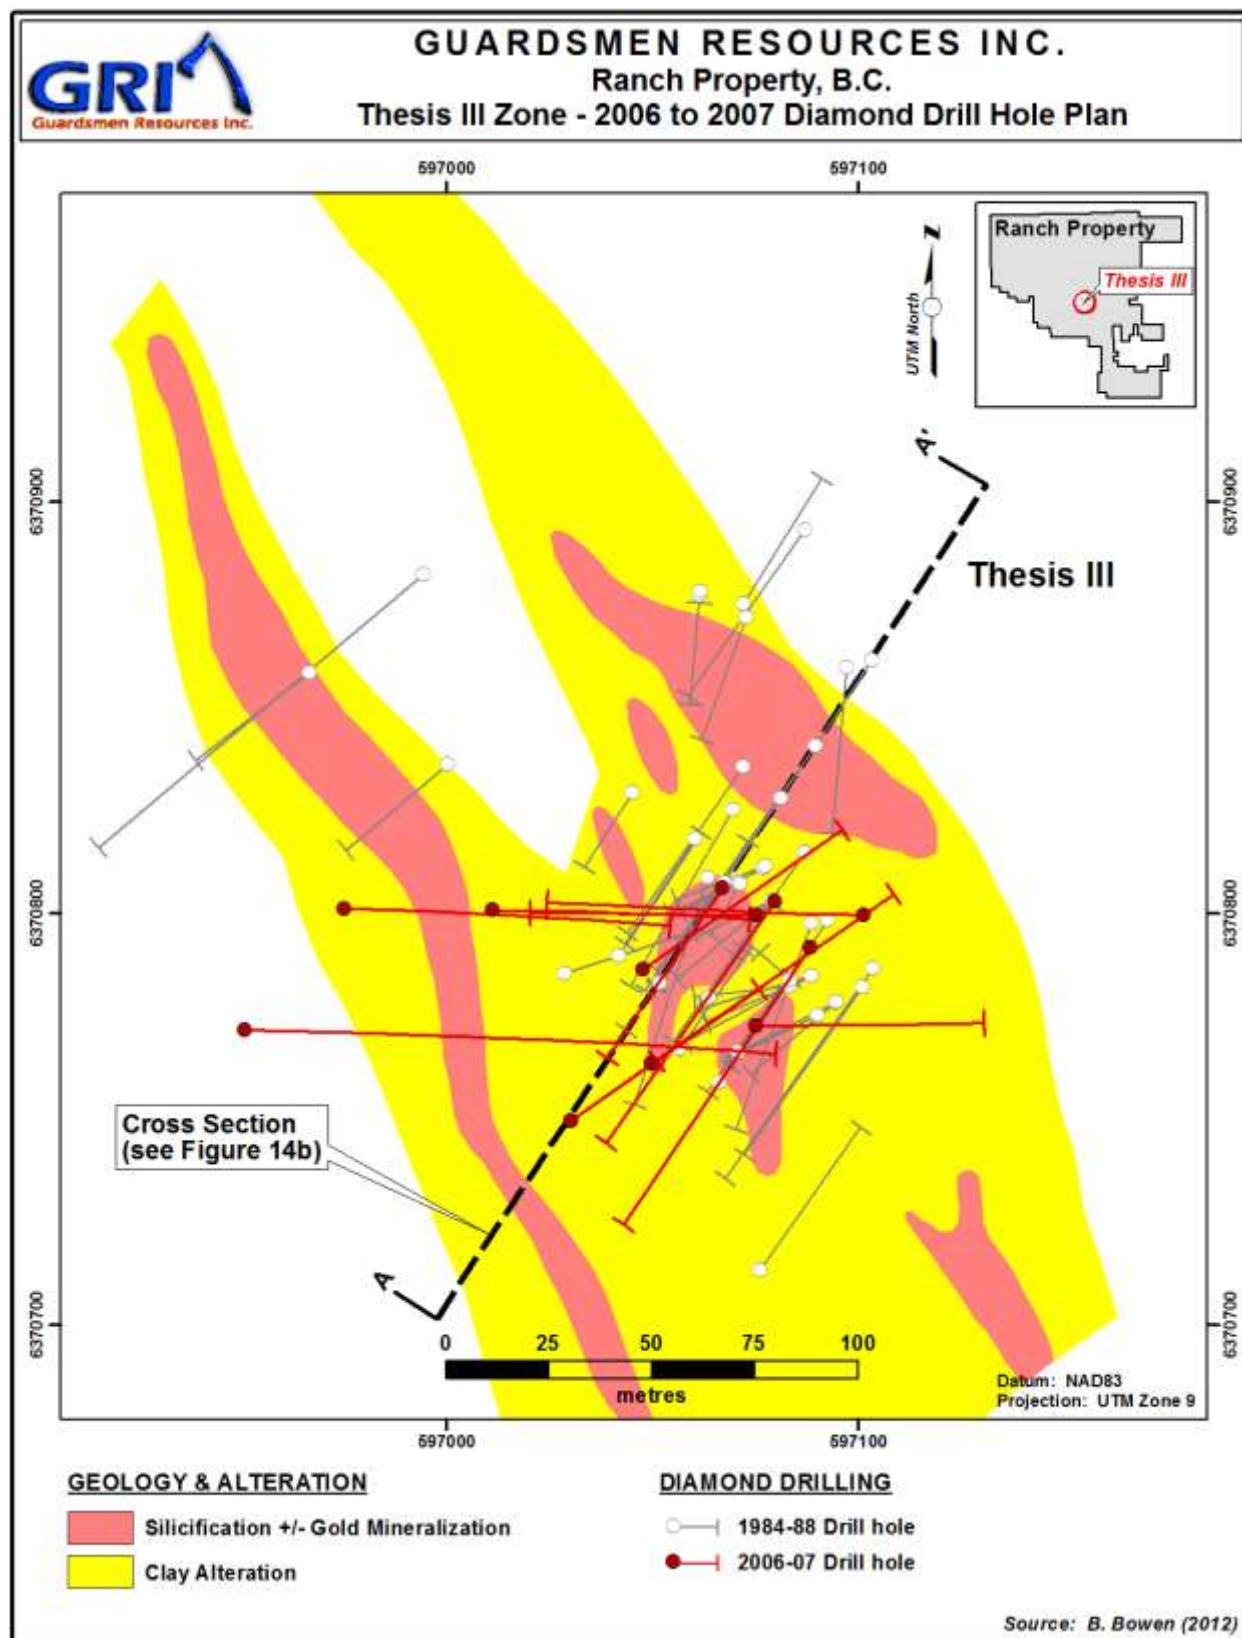 GRI
Guardsmen Resources Inc.
GUARDSMEN RESOURCES INC.
Ranch Property, B.C.
Thesis III Zone - 2006 to 2007 Diamond Drill Hole Plan
597000
597100
Ranch Property
Thesis III
N
UTM North
A'
6370900
6370900
Thesis III
6370800
6370800
Cross Section
(see Figure 14b)
A
6370700
6370700
0 25 50 75 100
metres
Datum: NAD83
Projection: UTM Zone 9
597000
597100
GEOLOGY & ALTERATION
Silicification +/- Gold Mineralization
Clay Alteration
DIAMOND DRILLING
1984-88 Drill hole
2006-07 Drill hole
Source: B. Bowen (2012)